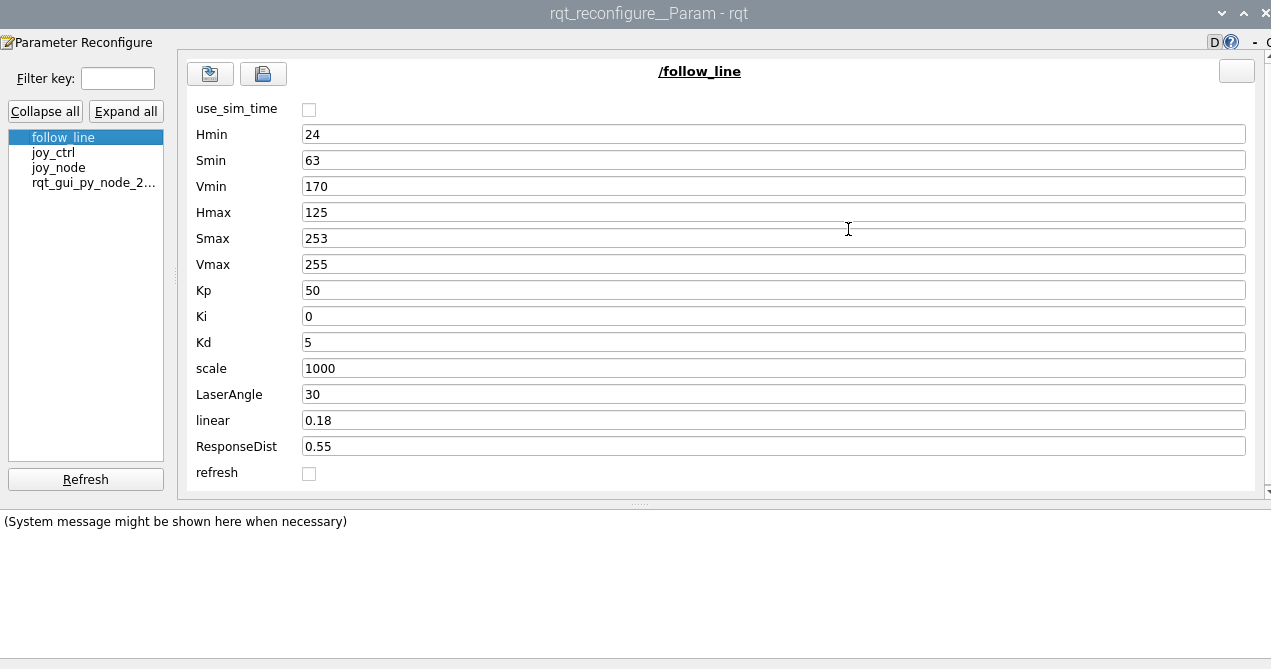 rqt_reconfigure__Param - rqt
Parameter Reconfigure
D
-
Filter key:
Collapse all
Expand all
follow_line
joy_ctrl
joy_node
rqt_gui_py_node_2...
Refresh
/follow_line
use_sim_time
Hmin 24
Smin 63
Vmin 170
Hmax 125
Smax 253
Vmax 255
Kp 50
Ki 0
Kd 5
scale 1000
LaserAngle 30
linear 0.18
ResponseDist 0.55
refresh
(System message might be shown here when necessary)